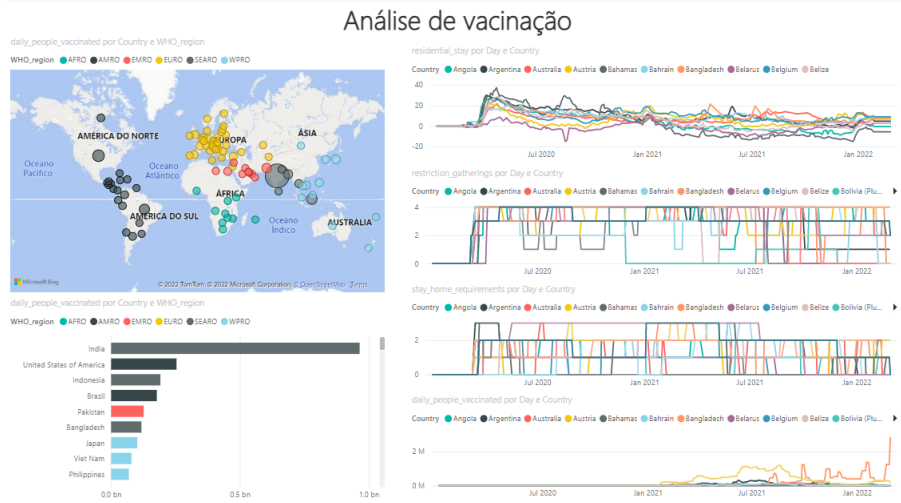 Análise de vacinação
daily_people_vaccinated por Country e WHO_region
WHO_region AFRO AMRO EMRO EURO SEARO WPRO
AMÉRICA DO NORTE
EUROPA
ÁSIA
Oceano
Pacífico
Oceano
Atlântico
ÁFRICA
AMÉRICA DO SUL
Oceano
Índico
AUSTRÁLIA
Microsoft Bing
© 2022 TomTom, © 2022 Microsoft Corporation, © OpenStreetMap Terms
daily_people_vaccinated por Country e WHO_region
WHO_region AFRO AMRO EMRO EURO SEARO WPRO
India
United States of America
Indonesia
Brazil
Pakistan
Bangladesh
Japan
Viet Nam
Philippines
0,0 bn 0,5 bn 1,0 bn
residential_stay por Day e Country
Country Angola Argentina Australia Austria Bahamas Bahrain Bangladesh Belarus Belgium Belize
40
20
0
-20
Jul 2020 Jan 2021 Jul 2021 Jan 2022
restriction_gatherings por Day e Country
Country Angola Argentina Australia Austria Bahamas Bahrain Bangladesh Belarus Belgium Belize Bolivia (Plu...
4
2
0
Jul 2020 Jan 2021 Jul 2021 Jan 2022
stay_home_requirements por Day e Country
Country Angola Argentina Australia Austria Bahamas Bahrain Bangladesh Belarus Belgium Belize Bolivia (Plu...
2
0
Jul 2020 Jan 2021 Jul 2021 Jan 2022
daily_people_vaccinated por Day e Country
Country Angola Argentina Australia Austria Bahamas Bahrain Bangladesh Belarus Belgium Belize Bolivia (Plu...
2 M
0 M
Jul 2020 Jan 2021 Jul 2021 Jan 2022